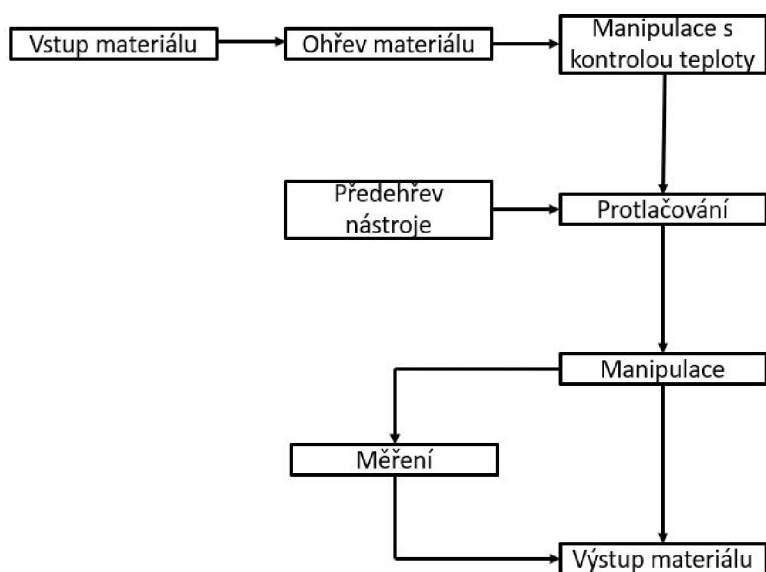 Vstup materiálu
Ohřev materiálu
Manipulace s
kontrolou teploty
Předehřev
nástroje
Protlačování
Manipulace
Měření
Výstup materiálu